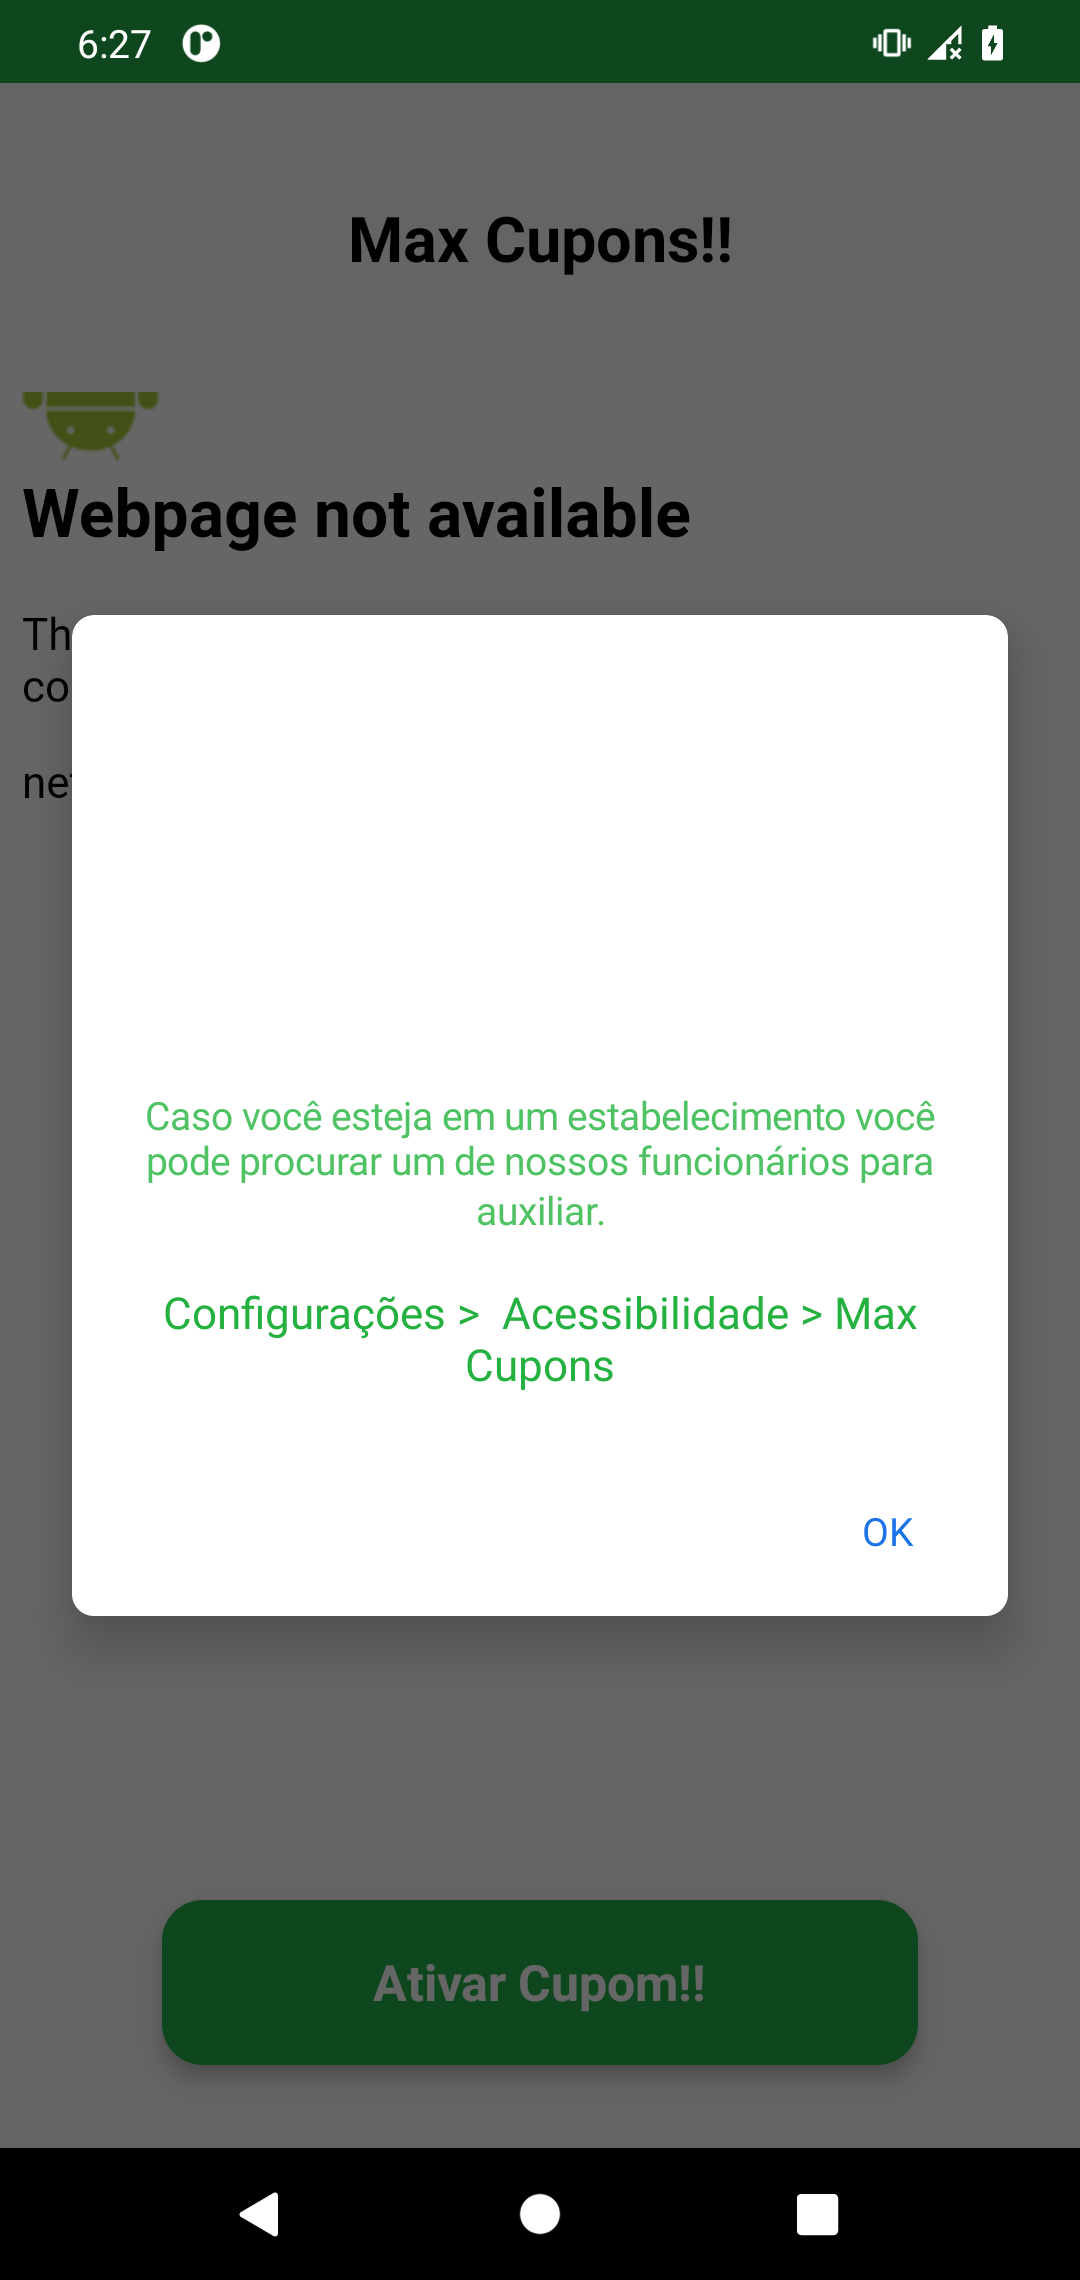 6:27
Max Cupons!!
Webpage not available
Th
co
net
Caso você esteja em um estabelecimento você
pode procurar um de nossos funcionários para
auxiliar.
Configurações >  Acessibilidade > Max
Cupons
OK
Ativar Cupom!!